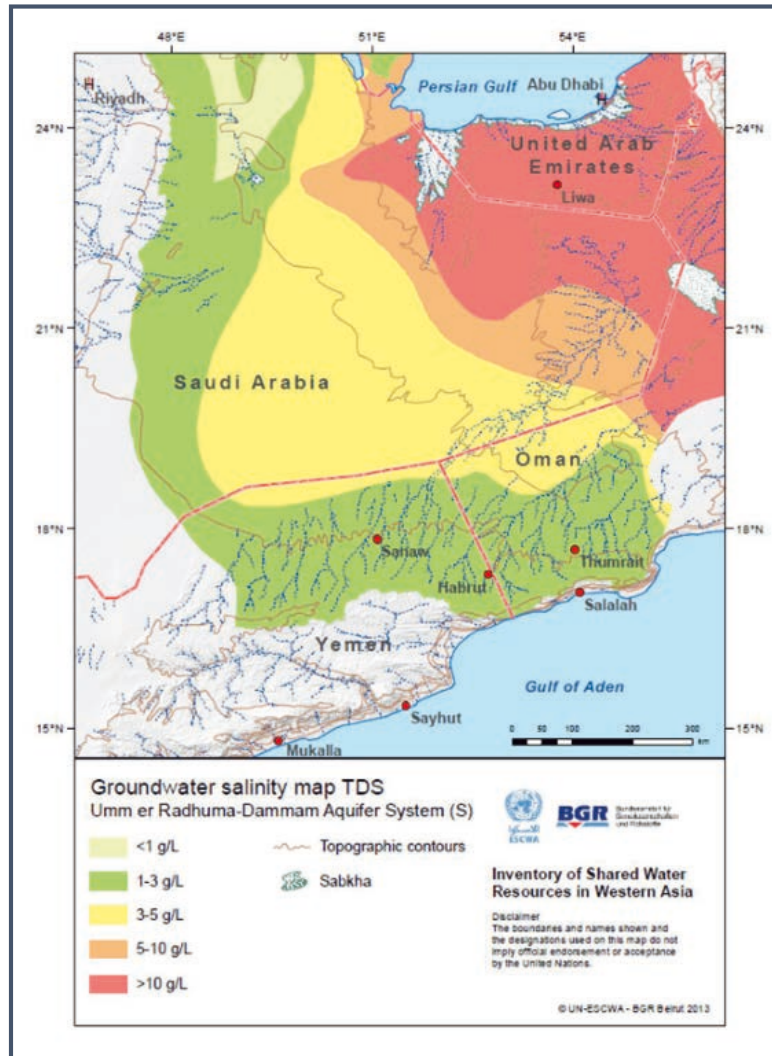 48°E 51°E 54°E
Persian Gulf Abu Dhabi
H H
Riyadh
24°N 24°N
United Arab
Emirates
Liwa
21°N 21°N
Saudi Arabia
Oman
18°N 18°N
Sanaw
Thumrait
Habrut
Salalah
Yemen
Gulf of Aden
15°N 15°N
Sayhut
Mukalla
0 50 100 200 300
km
Groundwater salinity map TDS
Umm er Radhuma-Dammam Aquifer System (S)
<1 g/L
1-3 g/L
3-5 g/L
5-10 g/L
>10 g/L
Topographic contours
Sabkha
ESCWA
BGR
Bundesanstalt für
Geowissenschaften
und Rohstoffe
Inventory of Shared Water
Resources in Western Asia
Disclaimer
The boundaries and names shown and
the designations used on this map do not
imply official endorsement or acceptance
by the United Nations.
© UN-ESCWA - BGR Beirut 2013